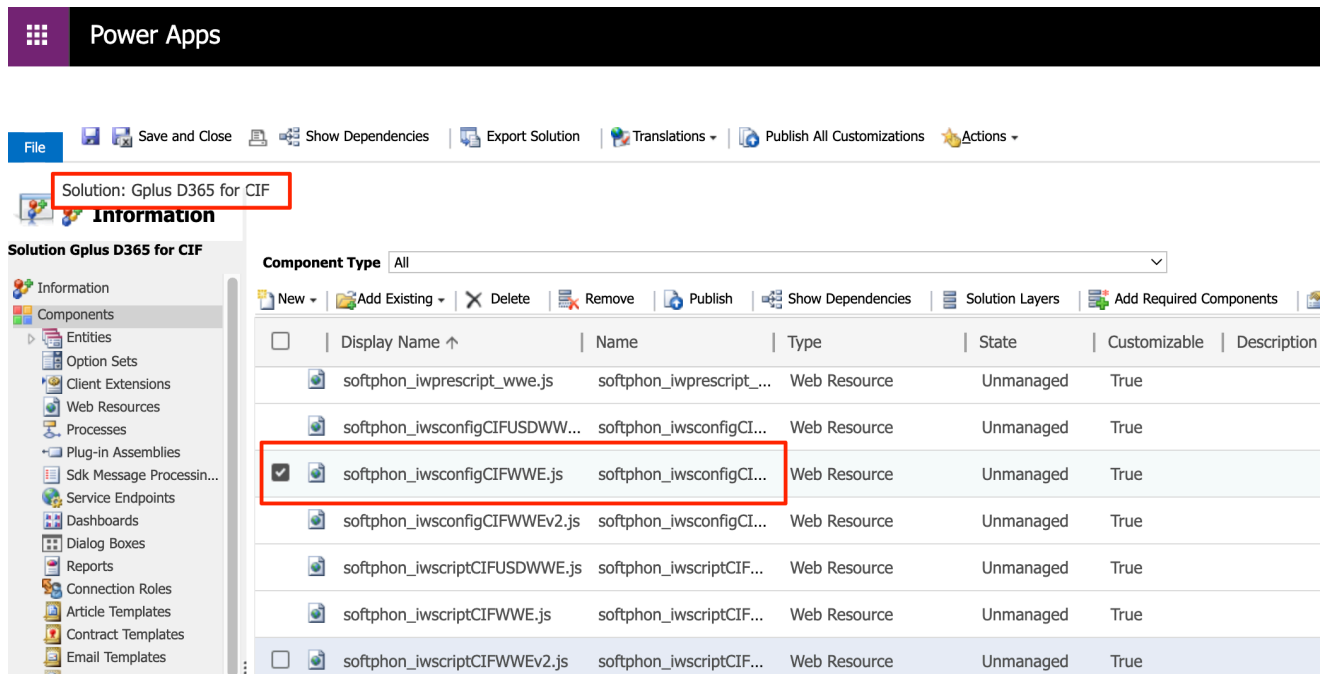 Power Apps
File Save and Close Show Dependencies Export Solution Translations Publish All Customizations Actions
Solution: Gplus D365 for CIF
Information
Solution Gplus D365 for CIF
Component Type All
Information
Components
Entities
Option Sets
Client Extensions
Web Resources
Processes
Plug-in Assemblies
Sdk Message Processin...
Service Endpoints
Dashboards
Dialog Boxes
Reports
Connection Roles
Article Templates
Contract Templates
Email Templates
New Add Existing Delete Remove Publish Show Dependencies Solution Layers Add Required Components
Display Name Name Type State Customizable Description
softphon_iwprescript_wwe.js softphon_iwprescript_... Web Resource Unmanaged True
softphon_iwsconfigCIFUSDWW... softphon_iwsconfigCI... Web Resource Unmanaged True
softphon_iwsconfigCIFWWE.js softphon_iwsconfigCI... Web Resource Unmanaged True
softphon_iwsconfigCIFWWEv2.js softphon_iwsconfigCI... Web Resource Unmanaged True
softphon_iwscriptCIFUSDWWE.js softphon_iwscriptCIF... Web Resource Unmanaged True
softphon_iwscriptCIFWWE.js softphon_iwscriptCIF... Web Resource Unmanaged True
softphon_iwscriptCIFWWEv2.js softphon_iwscriptCIF... Web Resource Unmanaged True